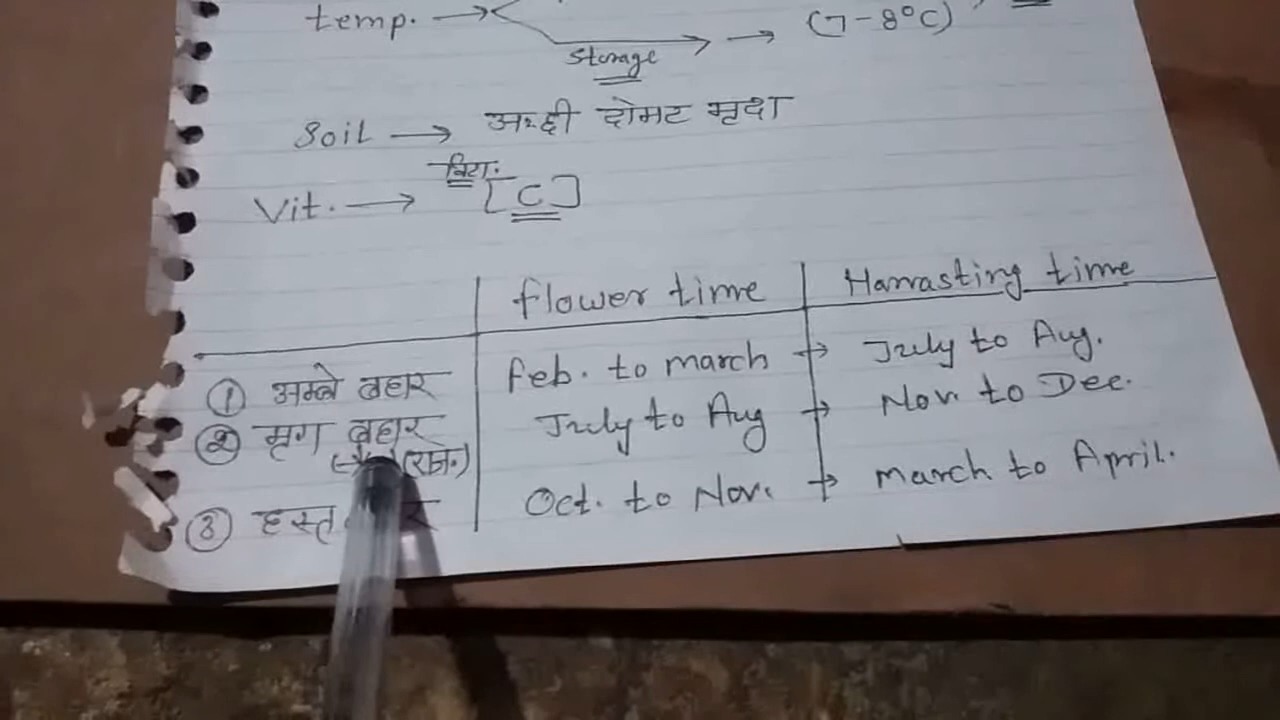 temp. → → (7-8°C)
Storage
Soil → अच्छी दोमट मृदा
विटा.
Vit. → [C]
flower time Harrasting time
① अम्बे बहार feb. to march → July to Aug.
② मृग बहार July to Aug → Nov. to Dec.
(राज.)
③ हस्त Oct. to Nov. → march to April.